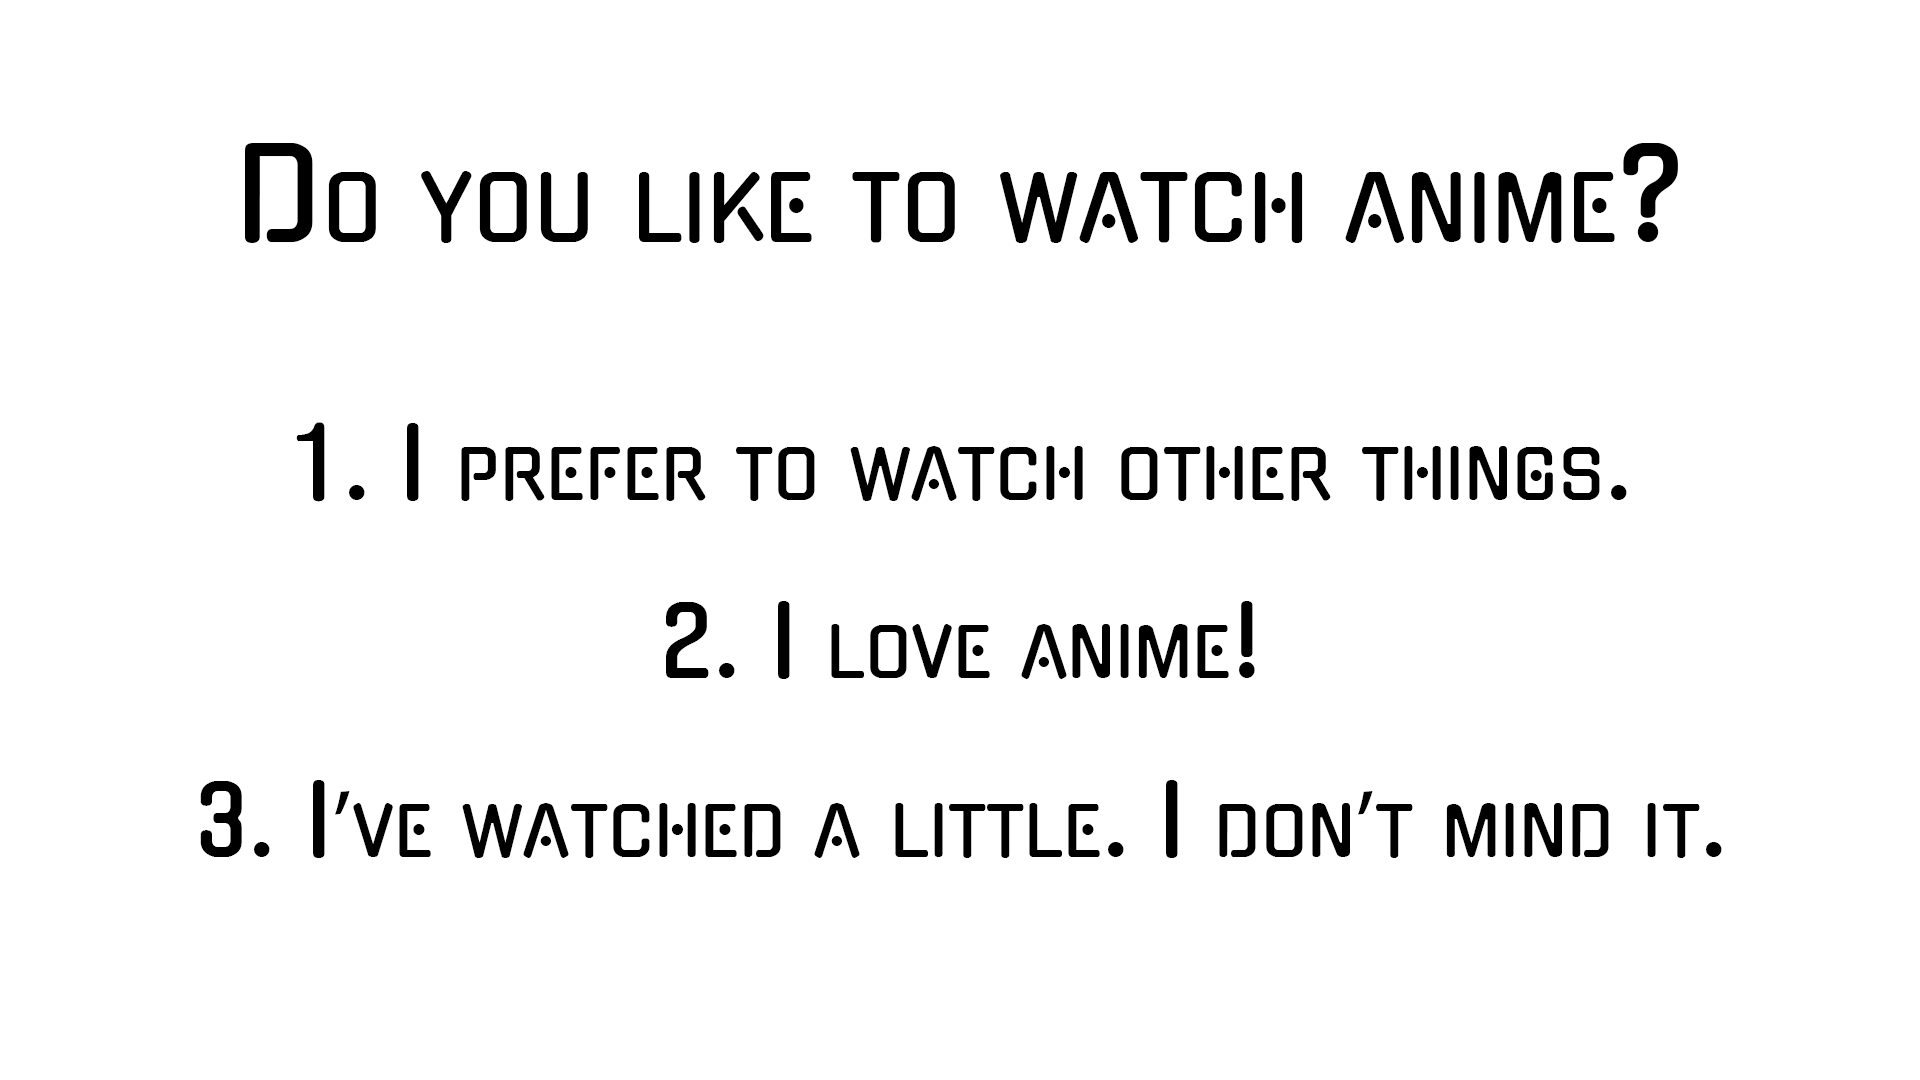 Do you like to watch anime?
1. I prefer to watch other things.
2. I love anime!
3. I've watched a little. I don't mind it.